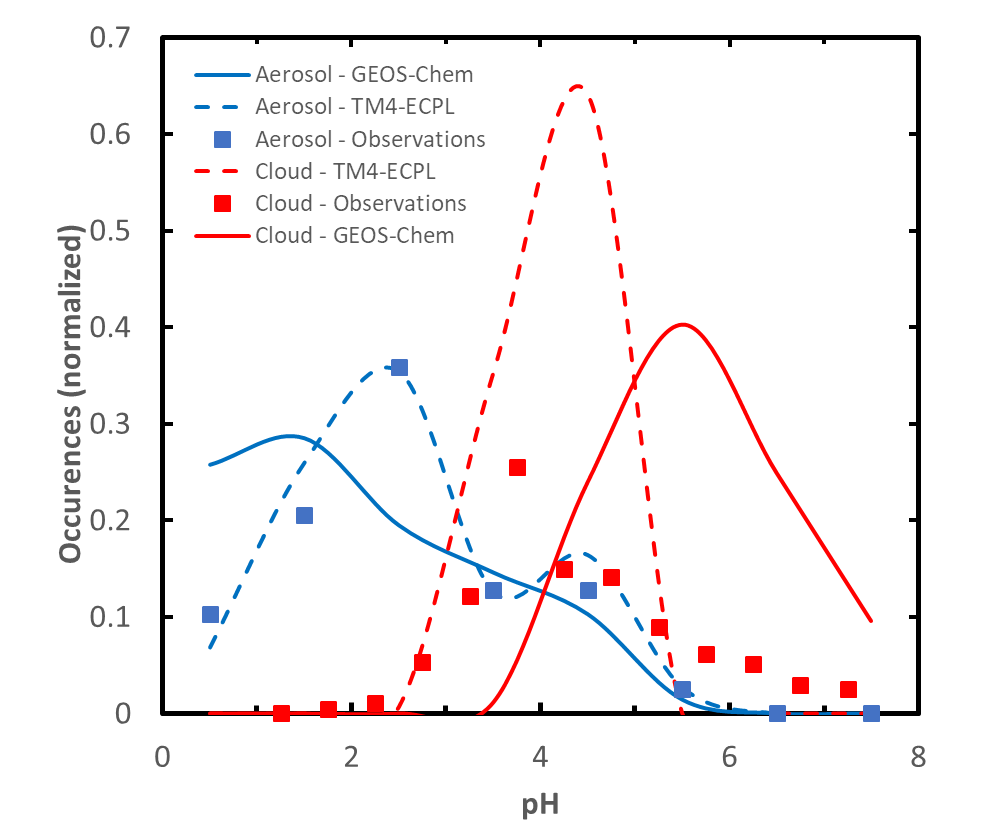 0.7
0.6
0.5
0.4
0.3
0.2
0.1
0
Occurences (normalized)
Aerosol - GEOS-Chem
Aerosol - TM4-ECPL
Aerosol - Observations
Cloud - TM4-ECPL
Cloud - Observations
Cloud - GEOS-Chem
0 2 4 6 8
pH